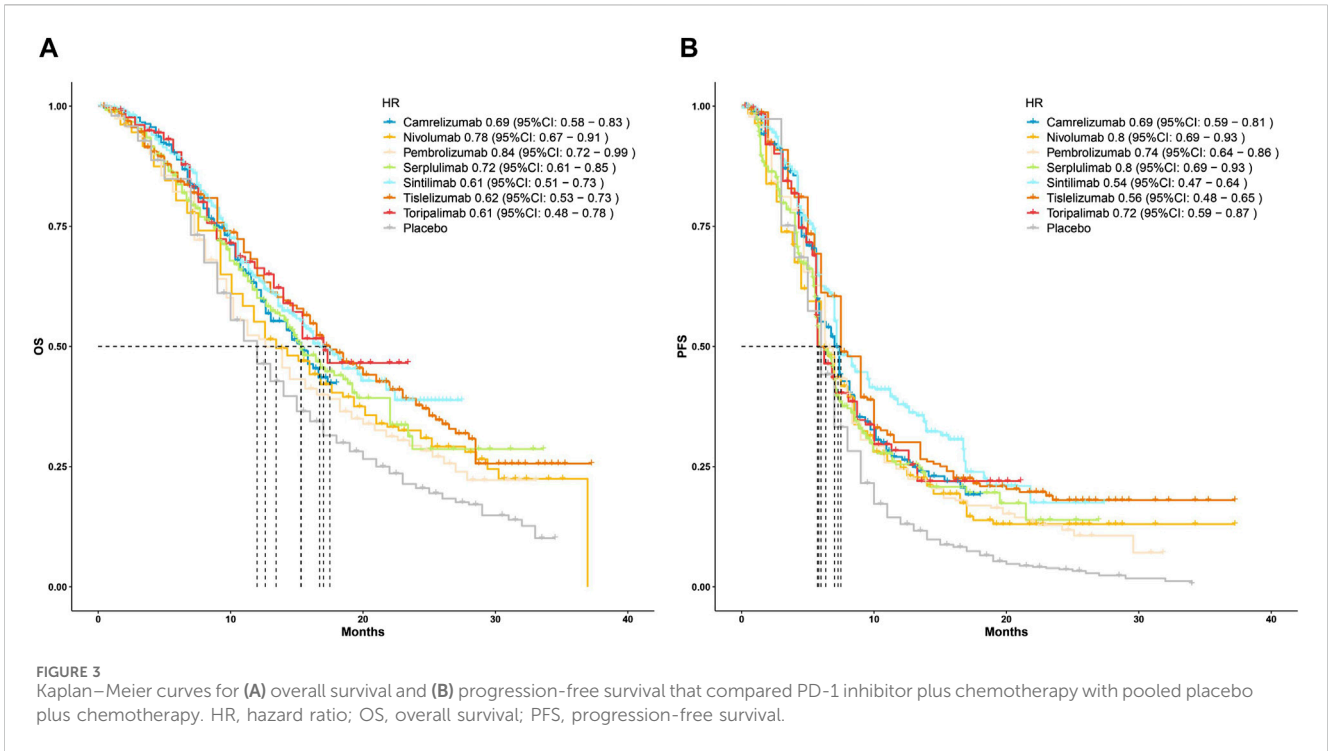 A
HR
Camrelizumab 0.69 (95%CI: 0.58 − 0.83 )
Nivolumab 0.78 (95%CI: 0.67 − 0.91 )
Pembrolizumab 0.84 (95%CI: 0.72 − 0.99 )
Serplulimab 0.72 (95%CI: 0.61 − 0.85 )
Sintilimab 0.61 (95%CI: 0.51 − 0.73 )
Tislelizumab 0.62 (95%CI: 0.53 − 0.73 )
Toripalimab 0.61 (95%CI: 0.48 − 0.78 )
Placebo
1.00
0.75
0.50
0.25
0.00
OS
0 10 20 30 40
Months
B
HR
Camrelizumab 0.69 (95%CI: 0.59 − 0.81 )
Nivolumab 0.8 (95%CI: 0.69 − 0.93 )
Pembrolizumab 0.74 (95%CI: 0.64 − 0.86 )
Serplulimab 0.8 (95%CI: 0.69 − 0.93 )
Sintilimab 0.54 (95%CI: 0.47 − 0.64 )
Tislelizumab 0.56 (95%CI: 0.48 − 0.65 )
Toripalimab 0.72 (95%CI: 0.59 − 0.87 )
Placebo
1.00
0.75
0.50
0.25
0.00
PFS
0 10 20 30 40
Months
FIGURE 3
Kaplan–Meier curves for (A) overall survival and (B) progression-free survival that compared PD-1 inhibitor plus chemotherapy with pooled placebo
plus chemotherapy. HR, hazard ratio; OS, overall survival; PFS, progression-free survival.